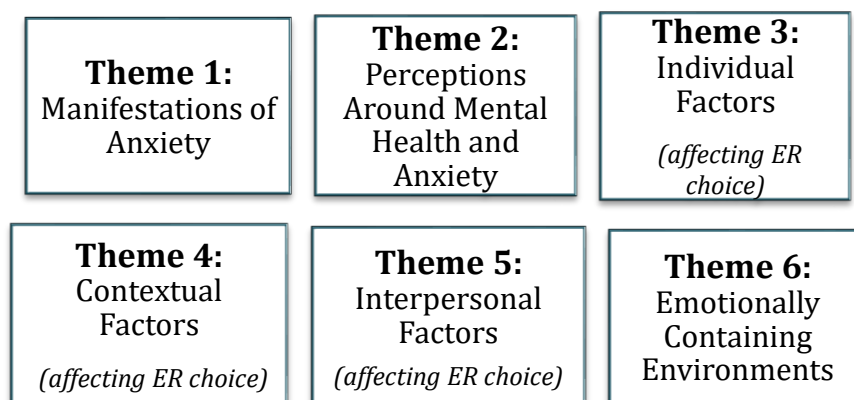 Theme 1:
Manifestations of
Anxiety
Theme 2:
Perceptions
Around Mental
Health and
Anxiety
Theme 3:
Individual
Factors
(affecting ER
choice)
Theme 4:
Contextual
Factors
(affecting ER choice)
Theme 5:
Interpersonal
Factors
(affecting ER choice)
Theme 6:
Emotionally
Containing
Environments